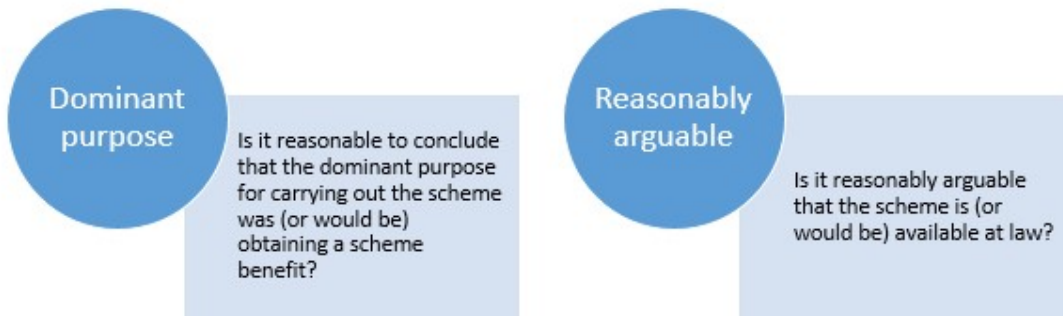 Dominant
purpose
Is it reasonable to conclude
that the dominant purpose
for carrying out the scheme
was (or would be)
obtaining a scheme
benefit?
Reasonably
arguable
Is it reasonably arguable
that the scheme is (or
would be) available at law?